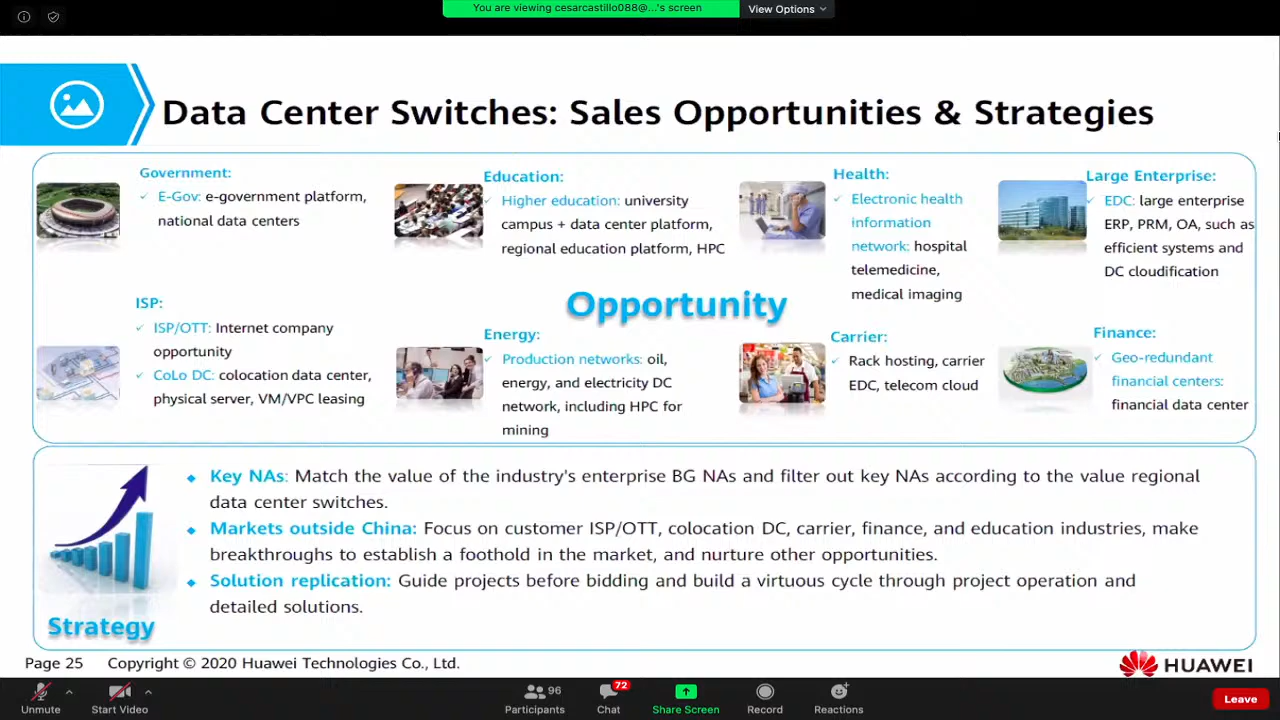 You are viewing cesarcastillo088@...'s screen
View Options
Data Center Switches: Sales Opportunities & Strategies
Government:
E-Gov: e-government platform,
national data centers
Education:
Higher education: university
campus + data center platform,
regional education platform, HPC
Health:
Electronic health
information
network: hospital
telemedicine,
medical imaging
Large Enterprise:
EDC: large enterprise
ERP, PRM, OA, such as
efficient systems and
DC cloudification
Opportunity
ISP:
ISP/OTT: Internet company
opportunity
CoLo DC: colocation data center,
physical server, VM/VPC leasing
Energy:
Production networks: oil,
energy, and electricity DC
network, including HPC for
mining
Carrier:
Rack hosting, carrier
EDC, telecom cloud
Finance:
Geo-redundant
financial centers:
financial data center
Key NAs: Match the value of the industry's enterprise BG NAs and filter out key NAs according to the value regional
data center switches.
Markets outside China: Focus on customer ISP/OTT, colocation DC, carrier, finance, and education industries, make
breakthroughs to establish a foothold in the market, and nurture other opportunities.
Solution replication: Guide projects before bidding and build a virtuous cycle through project operation and
detailed solutions.
Strategy
Page 25 Copyright © 2020 Huawei Technologies Co., Ltd.
HUAWEI
Unmute
Start Video
96
Participants
72
Chat
Share Screen
Record
Reactions
Leave